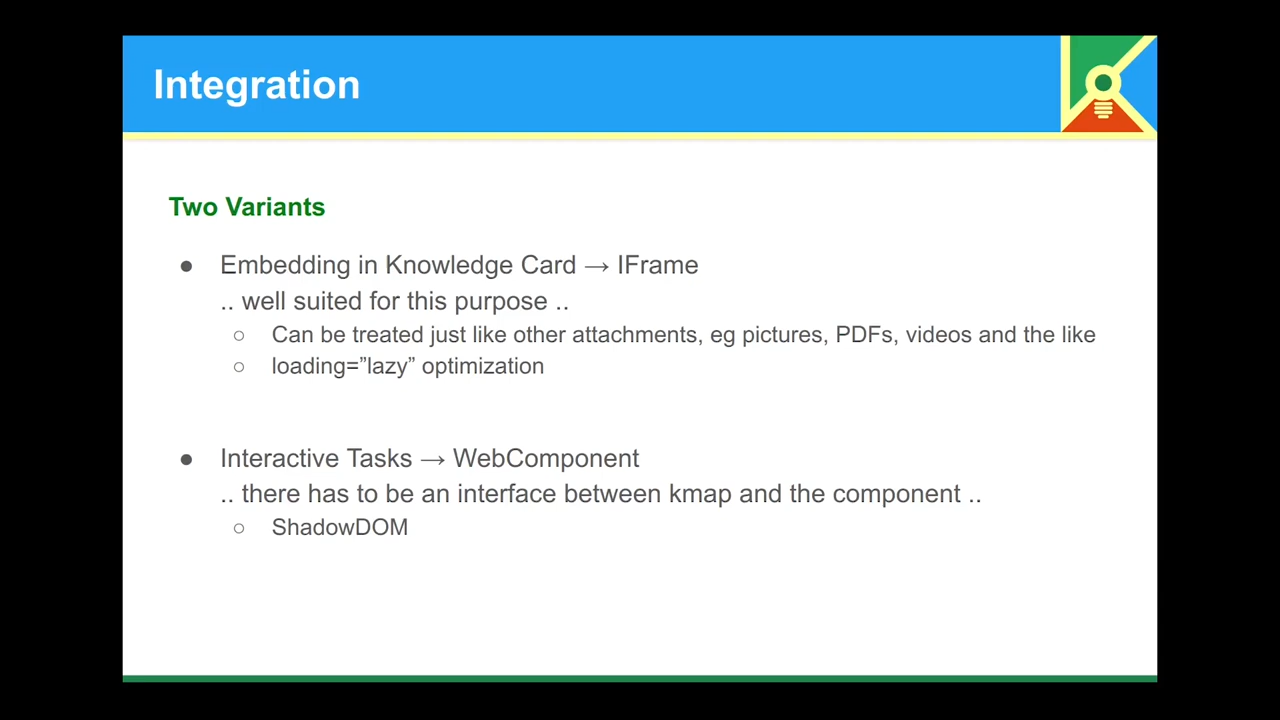 Integration
Two Variants
● Embedding in Knowledge Card → IFrame
.. well suited for this purpose ..
○ Can be treated just like other attachments, eg pictures, PDFs, videos and the like
○ loading=”lazy” optimization
● Interactive Tasks → WebComponent
.. there has to be an interface between kmap and the component ..
○ ShadowDOM